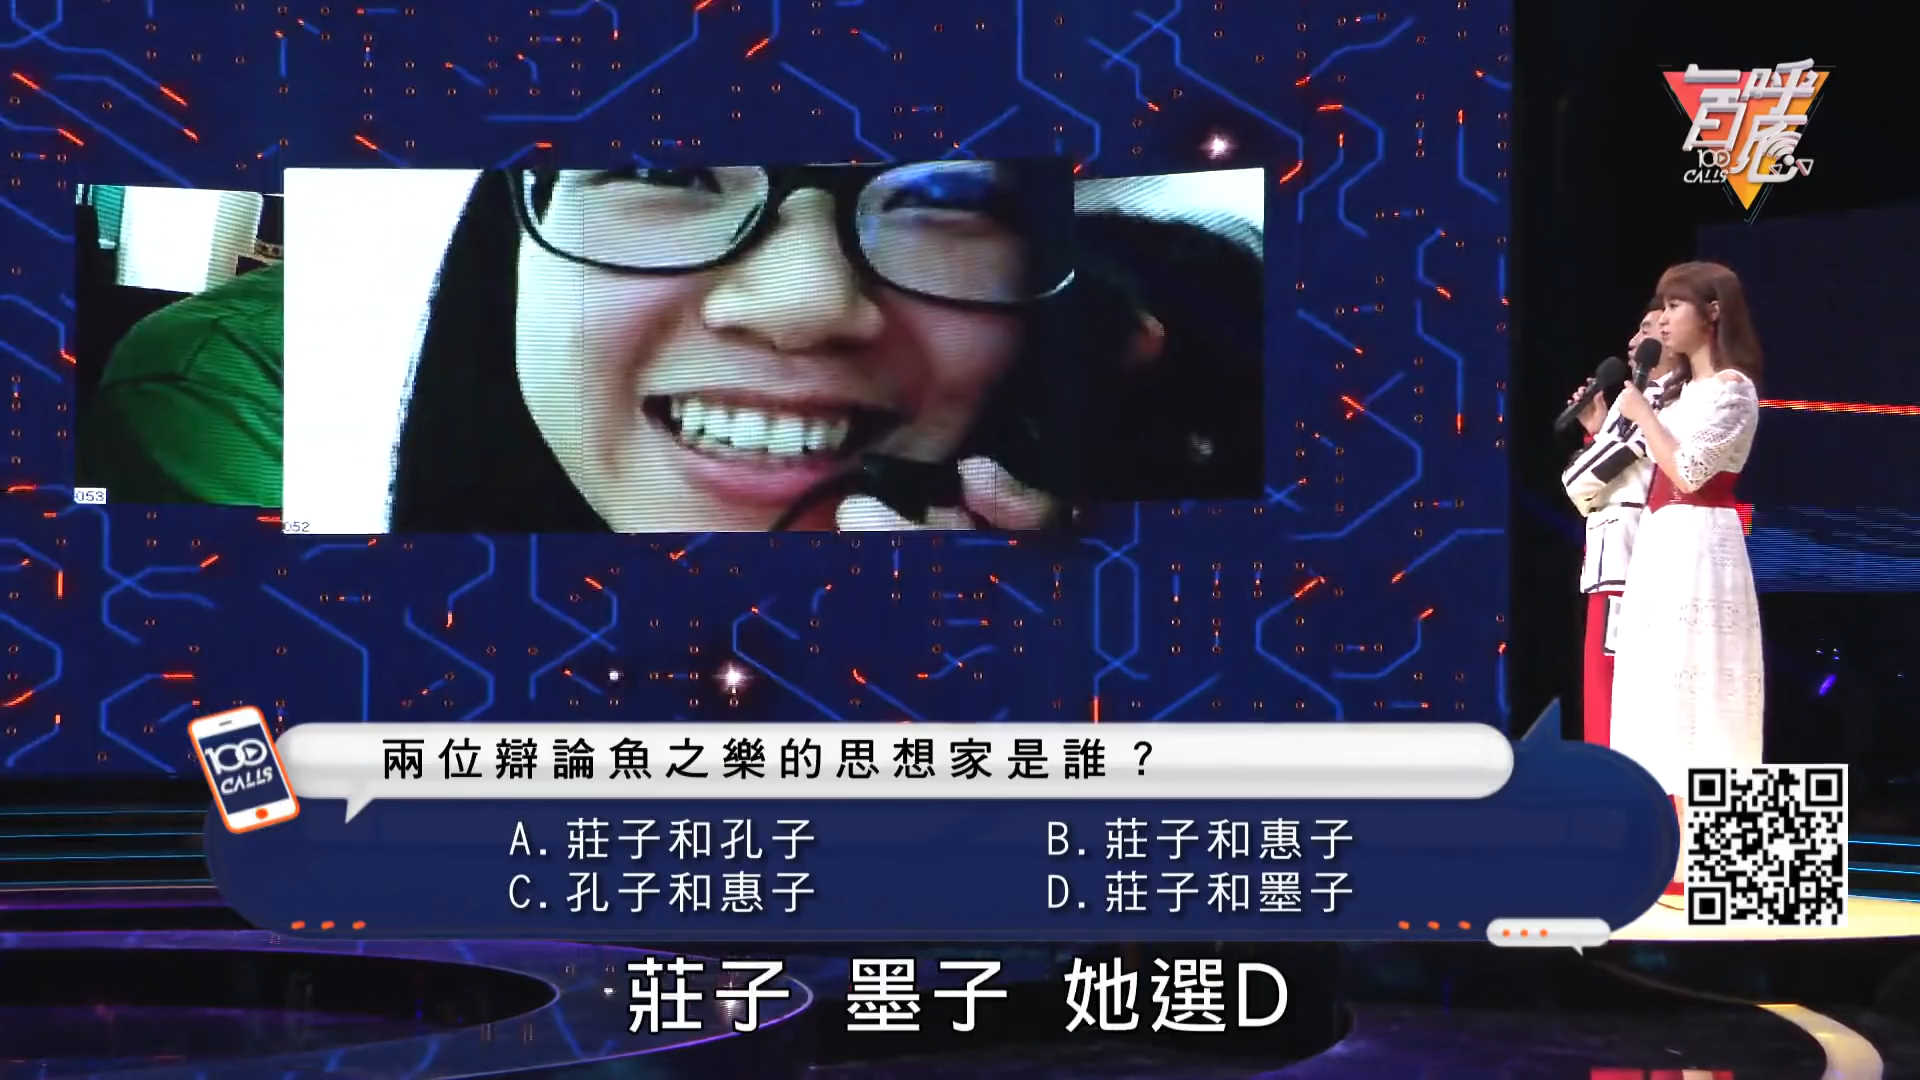 百呼
百應
100
CALLS
053
052
100
CALLS
兩位辯論魚之樂的思想家是誰？
A.莊子和孔子
B.莊子和惠子
C.孔子和惠子
D.莊子和墨子
莊子 墨子 她選D